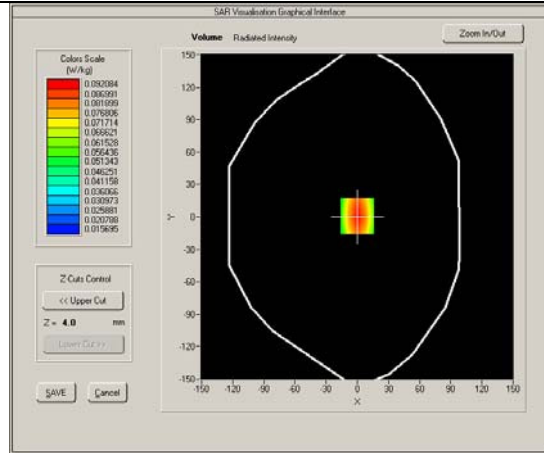 SAR Visualisation Graphical Interface
Volume Radiated Intensity
Zoom In/Out
Colors Scale
(W/kg)
0.092084
0.086991
0.081899
0.076806
0.071714
0.066621
0.061528
0.056436
0.051343
0.046251
0.041158
0.036066
0.030973
0.025881
0.020788
0.015695
Z-Cuts Control
<< Upper Cut
Z = 4.0 mm
Lower Cut >>
SAVE
Cancel
150
120
90
60
30
0
-30
-60
-90
-120
-150
Y
-150 -120 -90 -60 -30 0 30 60 90 120 150
X